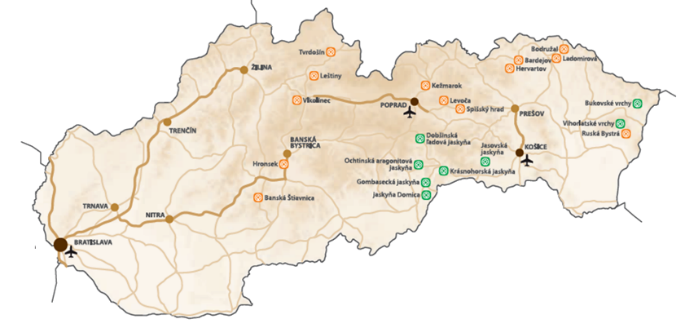 Bodružal
Tvrdošín
Ladomirová
Bardejov
Hervartov
ŽILINA
Leštiny
Kežmarok
Vlkolínec
Levoča
POPRAD
Spišský hrad
Bukovské vrchy
PREŠOV
Vihorlatské vrchy
TRENČÍN
Ruská Bystrá
BANSKÁ
BYSTRICA
Dobšinská
ľadová jaskyňa
Jasovská
jaskyňa
KOŠICE
Hronsek
Ochtinská aragonitová
jaskyňa
Krásnohorská jaskyňa
Gombasecká jaskyňa
Jaskyňa Domica
Banská Štiavnica
TRNAVA
NITRA
BRATISLAVA